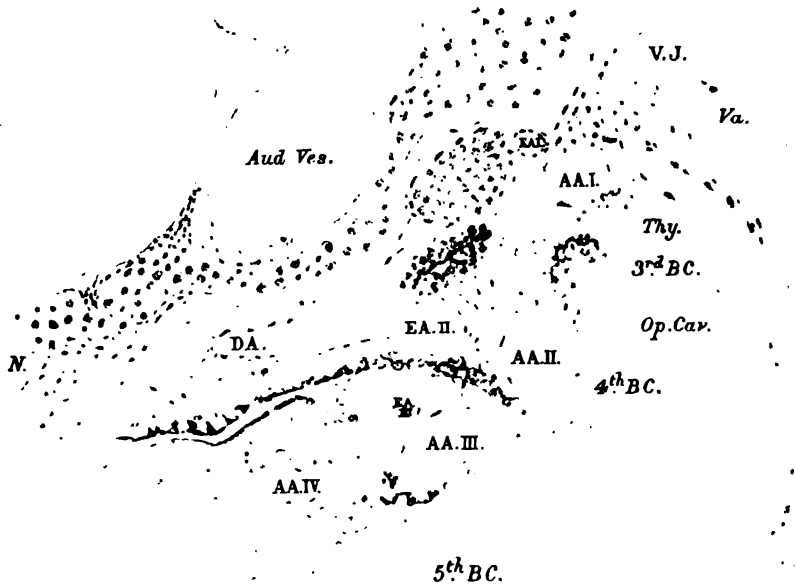 V.J.
Va.
Aud Ves.
EAI.
AA.I.
Thy.
3rd BC.
Op.Cav.
EA.II.
DA.
N.
AA.II.
4th BC.
AA.III.
AA.IV.
5th BC.